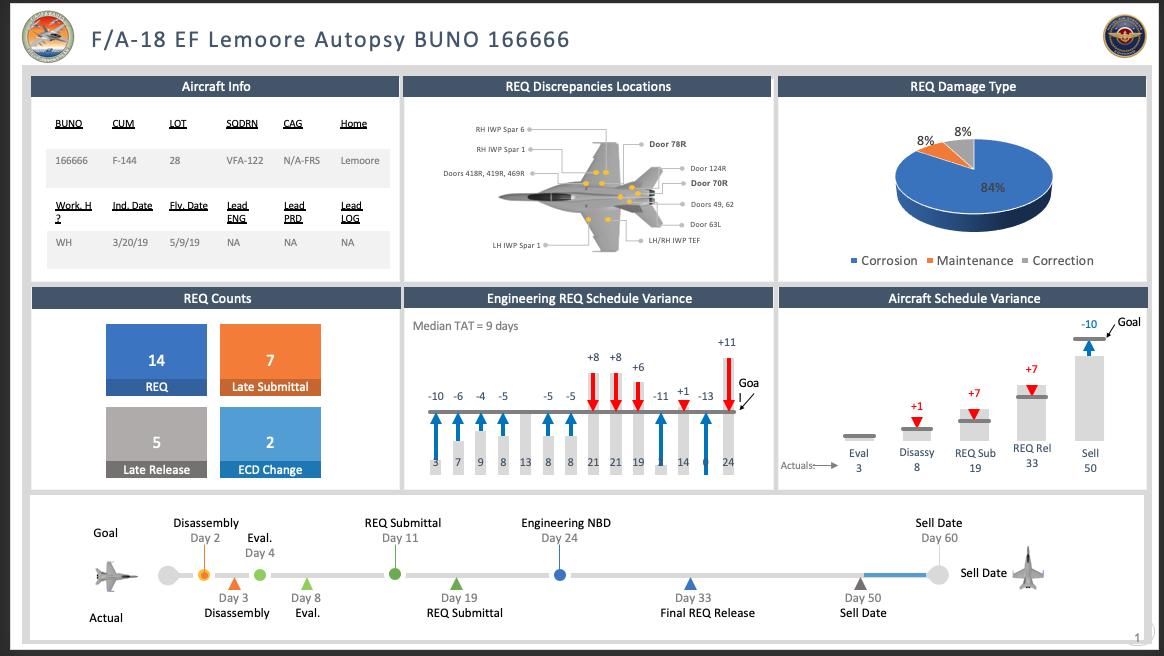 F/A-18 EF Lemoore Autopsy BUNO 166666
Aircraft Info
BUNO CUM LOT SQDRN CAG Home
166666 F-144 28 VFA-122 N/A-FRS Lemoore
Work. H Ind. Date Flv. Date Lead Lead Lead
? ENG PRD LOG
WH 3/20/19 5/9/19 NA NA NA
REQ Discrepancies Locations
RH IWP Spar 6
RH IWP Spar 1
Doors 418R, 419R, 469R
LH IWP Spar 1
Door 78R
Door 124R
Door 70R
Doors 49, 62
Door 63L
LH/RH IWP TEF
REQ Damage Type
8%
8%
84%
Corrosion Maintenance Correction
REQ Counts
14
REQ
7
Late Submittal
5
Late Release
2
ECD Change
Engineering REQ Schedule Variance
Median TAT = 9 days
-10 -6 -4 -5 -5 -5 +8 +8 +6 -11 +1 -13 +11
Goa
l
3 7 9 8 13 8 8 21 21 19 14 24
Aircraft Schedule Variance
+1 +7 +7 -10
Goal
Actuals:
Eval
3
Disassy
8
REQ Sub
19
REQ Rel
33
Sell
50
Goal
Disassembly
Day 2
Eval.
Day 4
REQ Submittal
Day 11
Engineering NBD
Day 24
Sell Date
Day 60
Sell Date
Actual
Day 3
Disassembly
Day 8
Eval.
Day 19
REQ Submittal
Day 33
Final REQ Release
Day 50
Sell Date
1